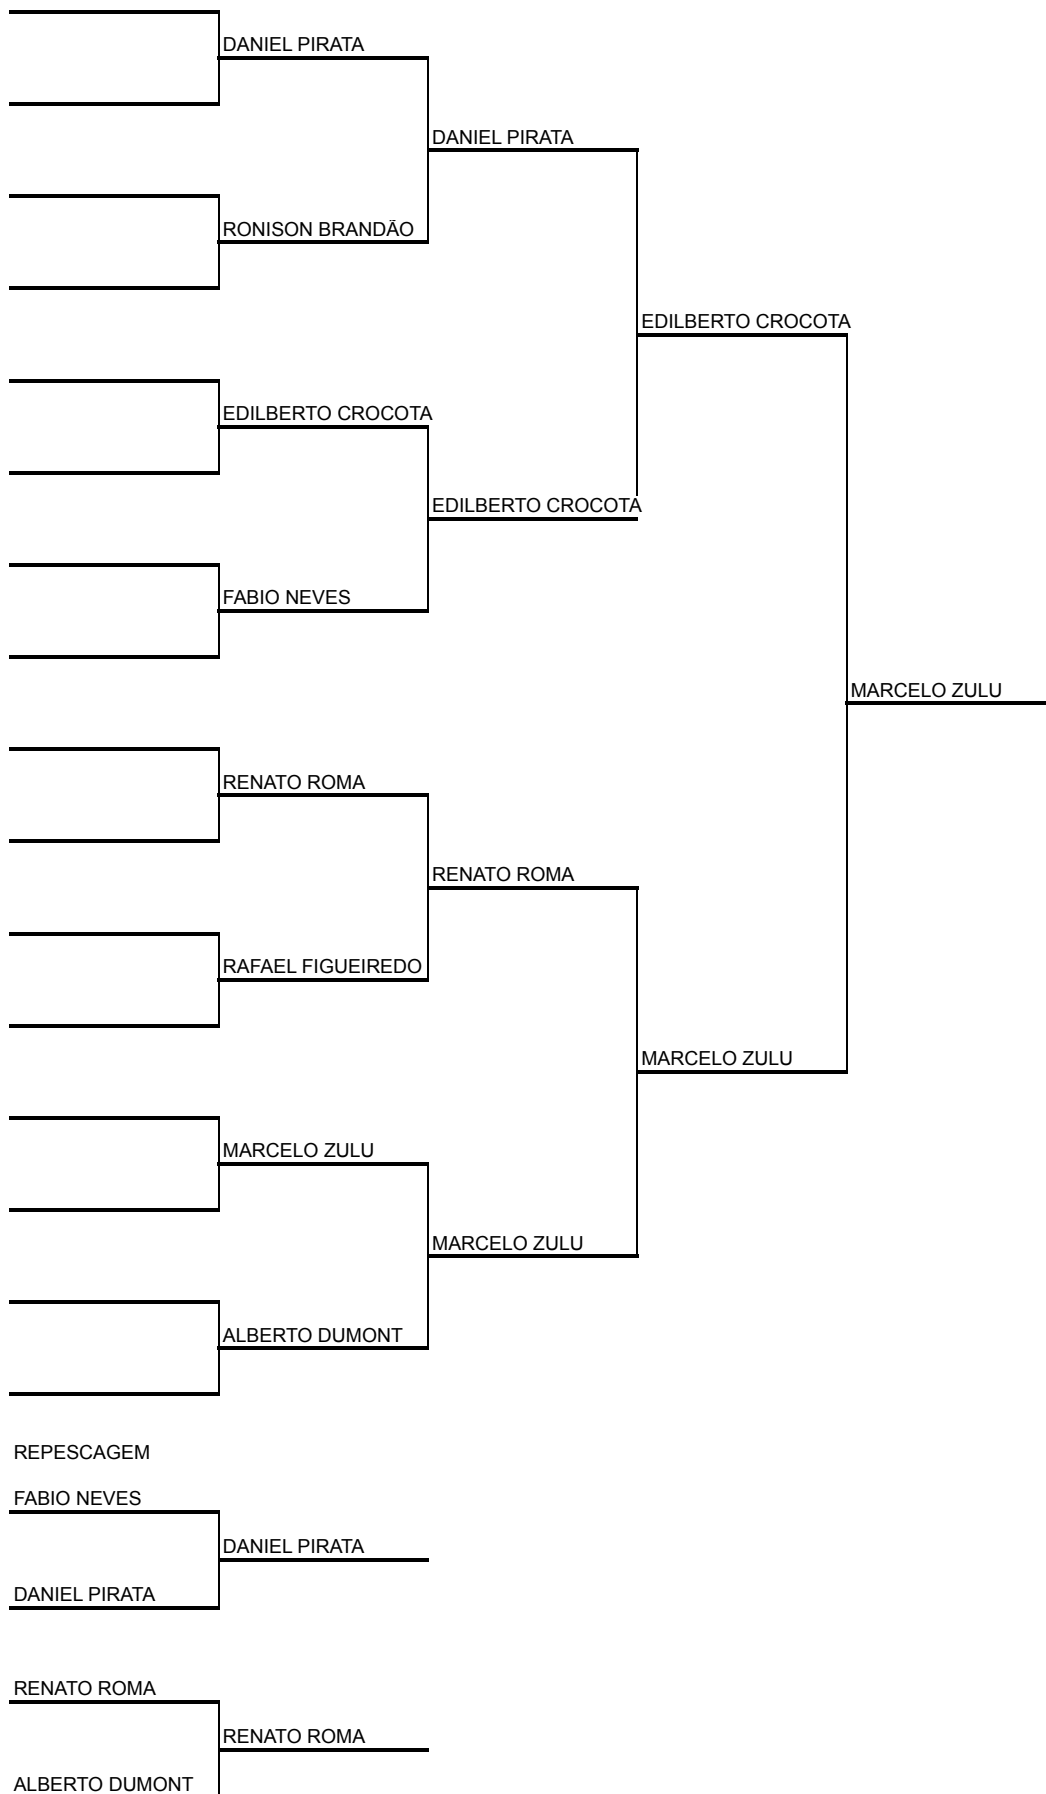 DANIEL PIRATA
DANIEL PIRATA
RONISON BRANDÃO
EDILBERTO CROCOTA
EDILBERTO CROCOTA
EDILBERTO CROCOTA
FABIO NEVES
MARCELO ZULU
RENATO ROMA
RENATO ROMA
RAFAEL FIGUEIREDO
MARCELO ZULU
MARCELO ZULU
MARCELO ZULU
ALBERTO DUMONT
REPESCAGEM
FABIO NEVES
DANIEL PIRATA
DANIEL PIRATA
RENATO ROMA
RENATO ROMA
ALBERTO DUMONT